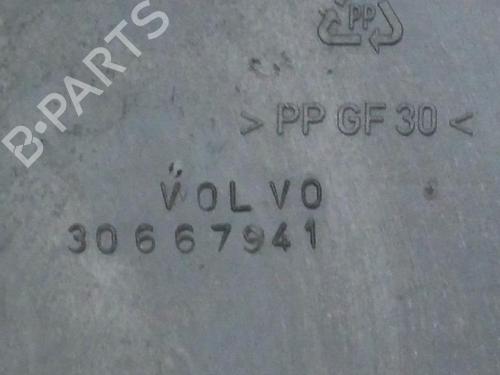 B-PARTS
PP
> PP GF 30 <
VOLVO
30667941